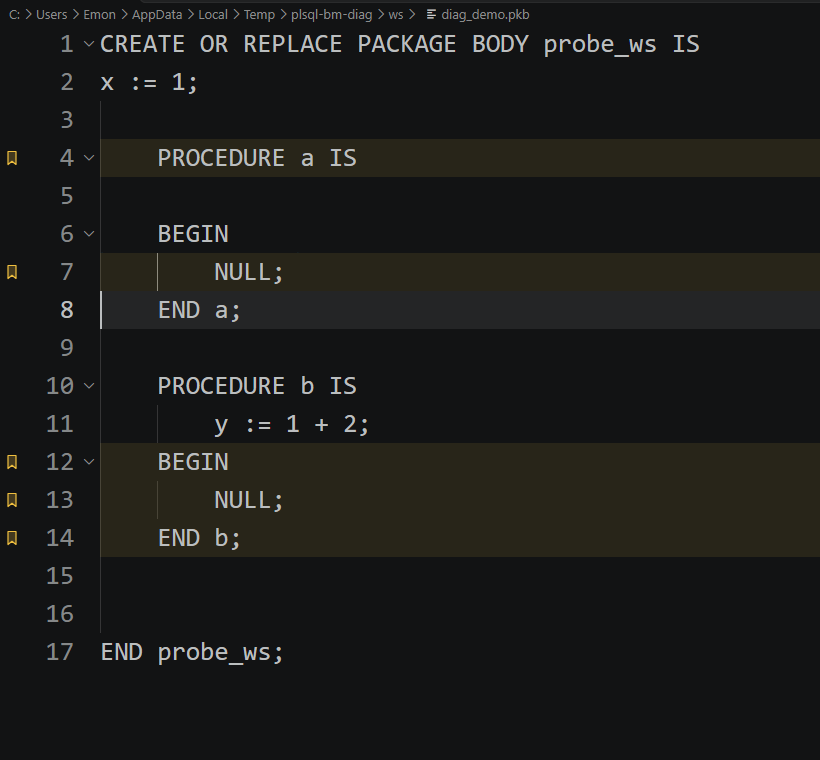 C: > Users > Emon > AppData > Local > Temp > plsql-bm-diag > ws > diag_demo.pkb
1 CREATE OR REPLACE PACKAGE BODY probe_ws IS
2 x := 1;
3
4 PROCEDURE a IS
5
6 BEGIN
7 NULL;
8 END a;
9
10 PROCEDURE b IS
11 y := 1 + 2;
12 BEGIN
13 NULL;
14 END b;
15
16
17 END probe_ws;